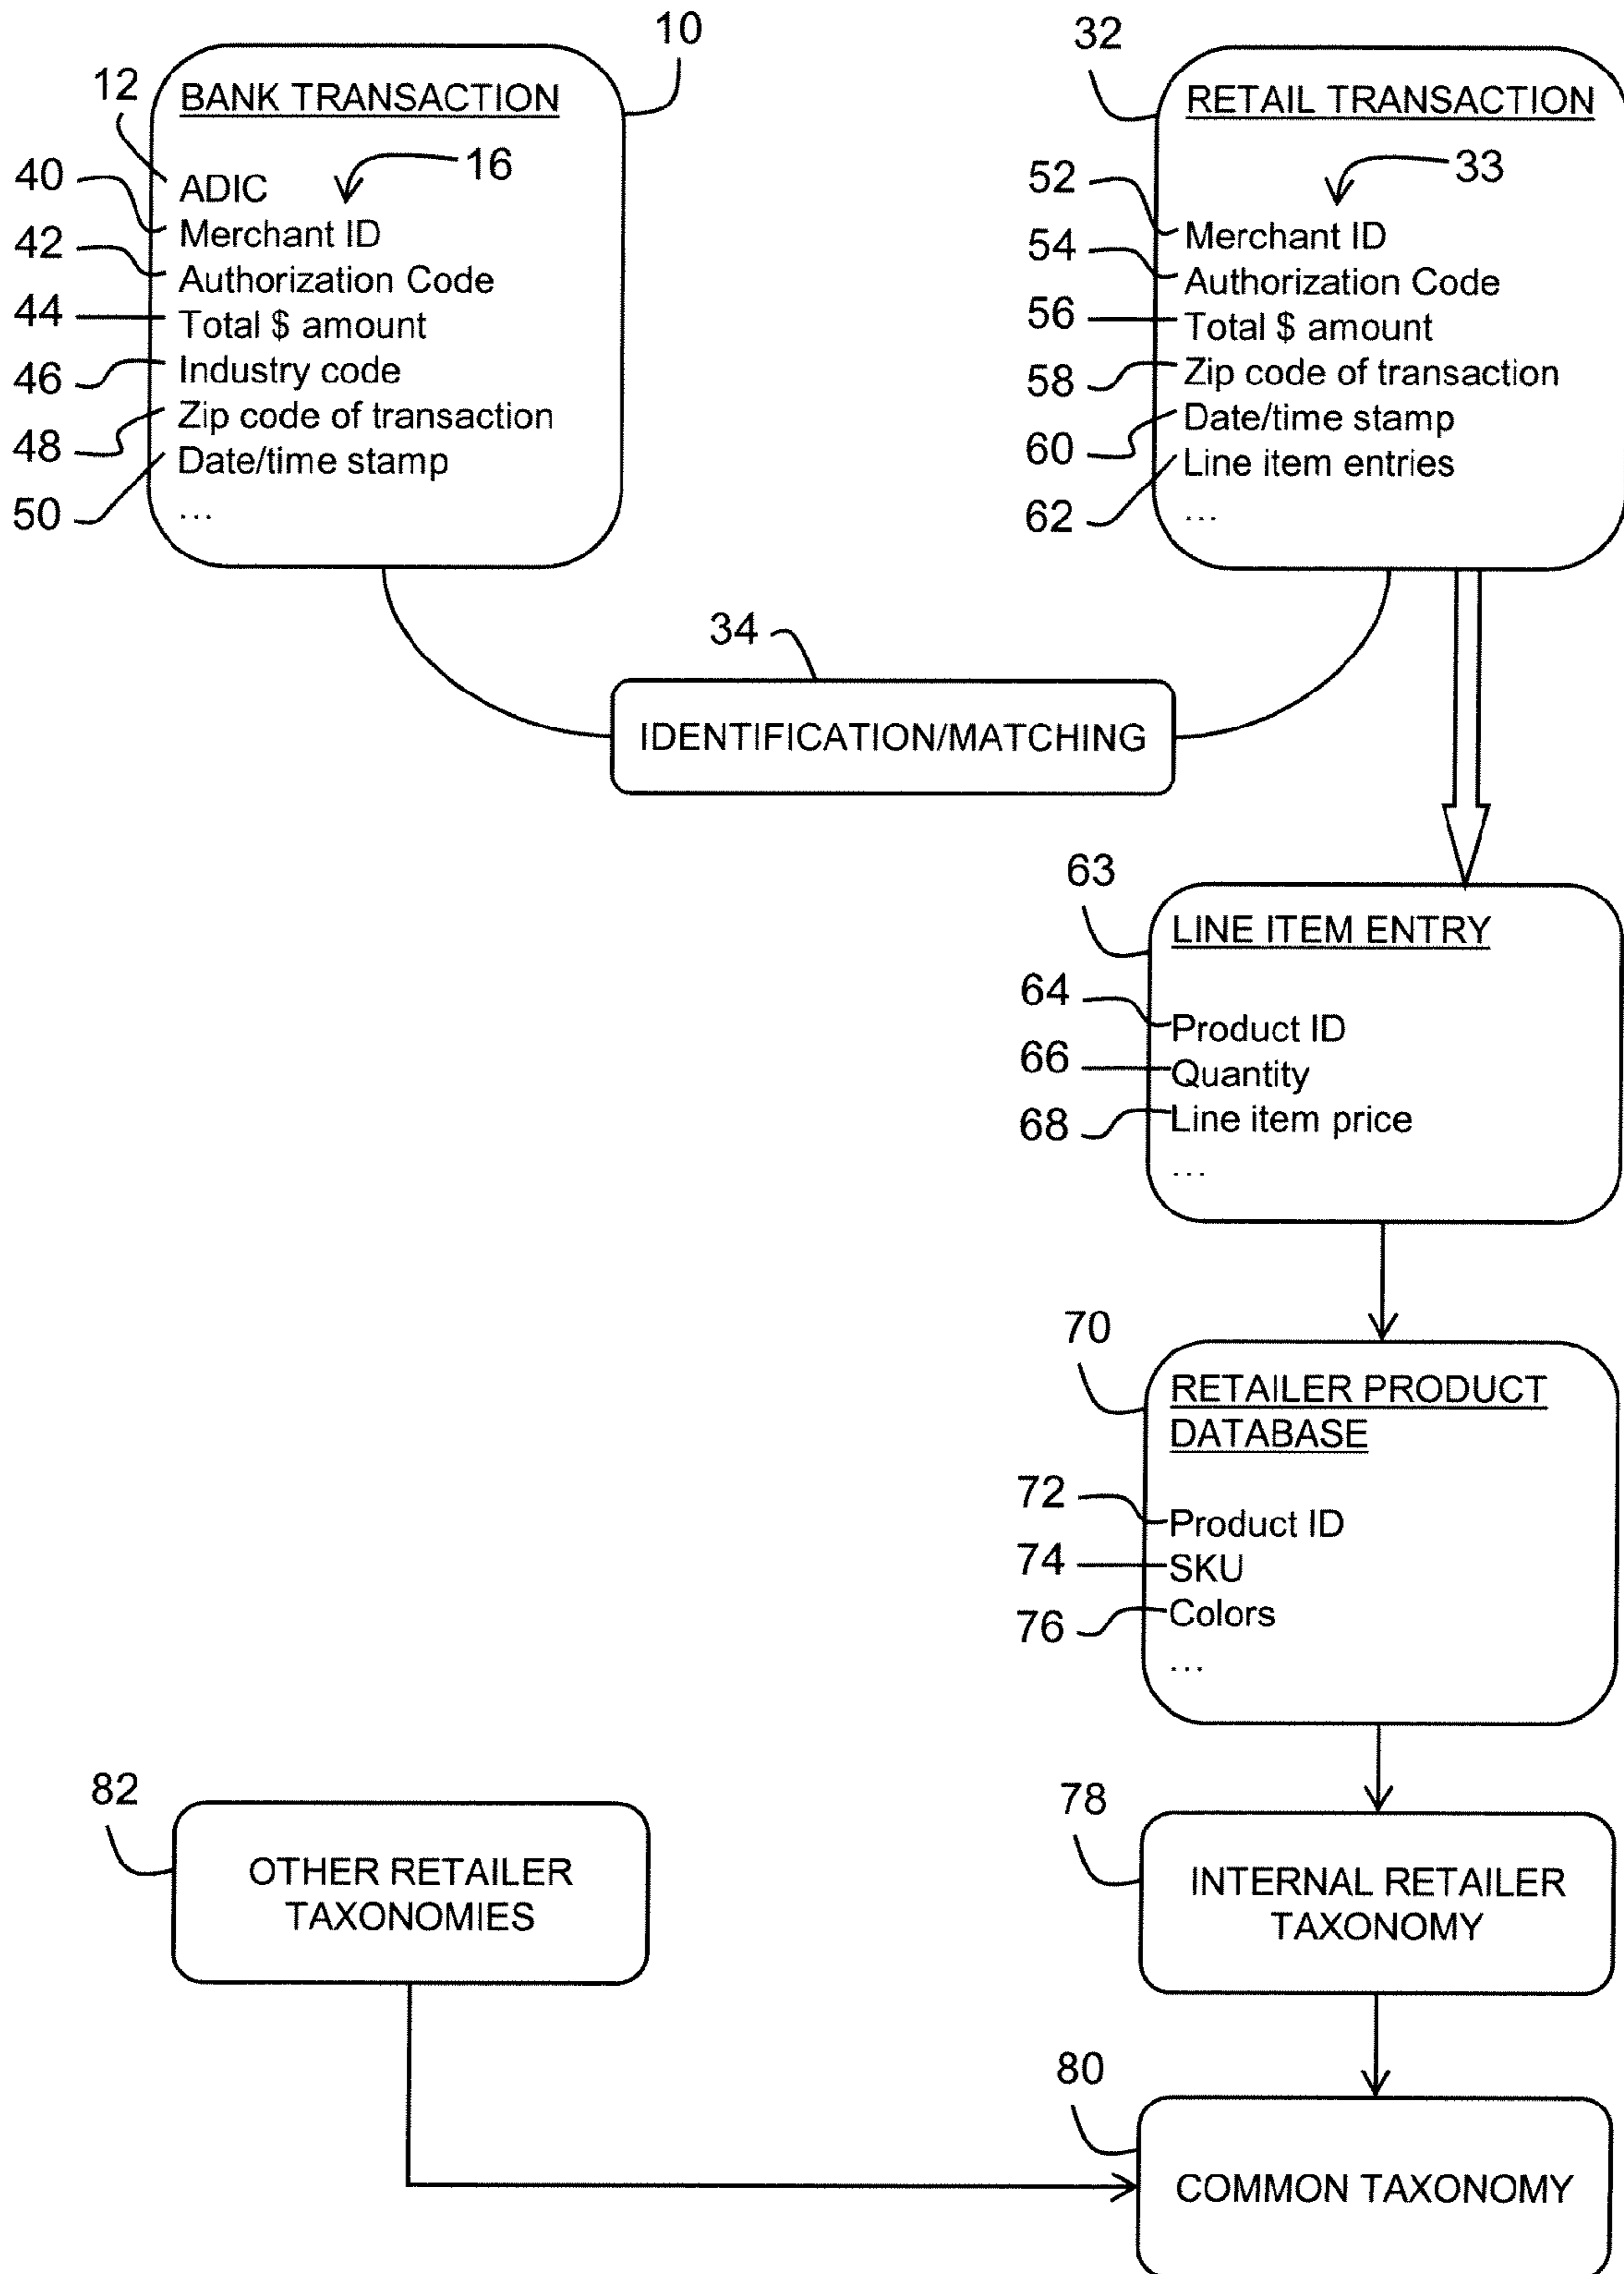 10
12
BANK TRANSACTION
16
ADIC
40
Merchant ID
42
Authorization Code
44
Total $ amount
46
Industry code
48
Zip code of transaction
50
Date/time stamp
...
32
RETAIL TRANSACTION
33
52
Merchant ID
54
Authorization Code
56
Total $ amount
58
Zip code of transaction
60
Date/time stamp
62
Line item entries
...
34
IDENTIFICATION/MATCHING
63
LINE ITEM ENTRY
64
Product ID
66
Quantity
68
Line item price
...
70
RETAILER PRODUCT
DATABASE
72
Product ID
74
SKU
76
Colors
...
82
OTHER RETAILER
TAXONOMIES
78
INTERNAL RETAILER
TAXONOMY
80
COMMON TAXONOMY